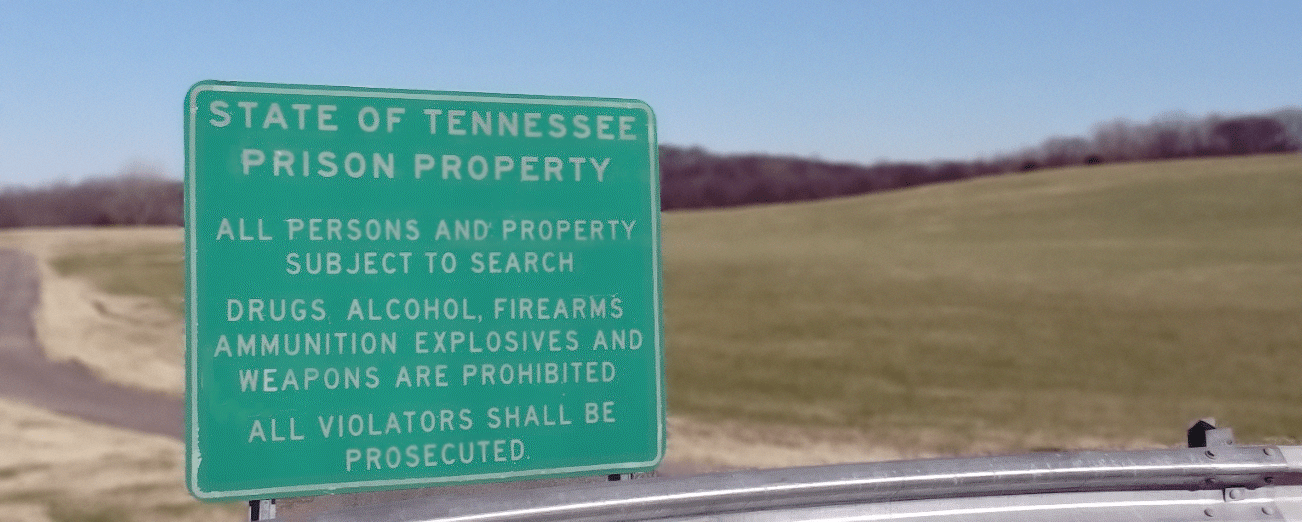 STATE OF TENNESSEE
PRISON PROPERTY
ALL PERSONS AND PROPERTY
SUBJECT TO SEARCH
DRUGS ALCOHOL, FIREARMS
AMMUNITION EXPLOSIVES AND
WEAPONS ARE PROHIBITED
ALL VIOLATORS SHALL BE
PROSECUTED.